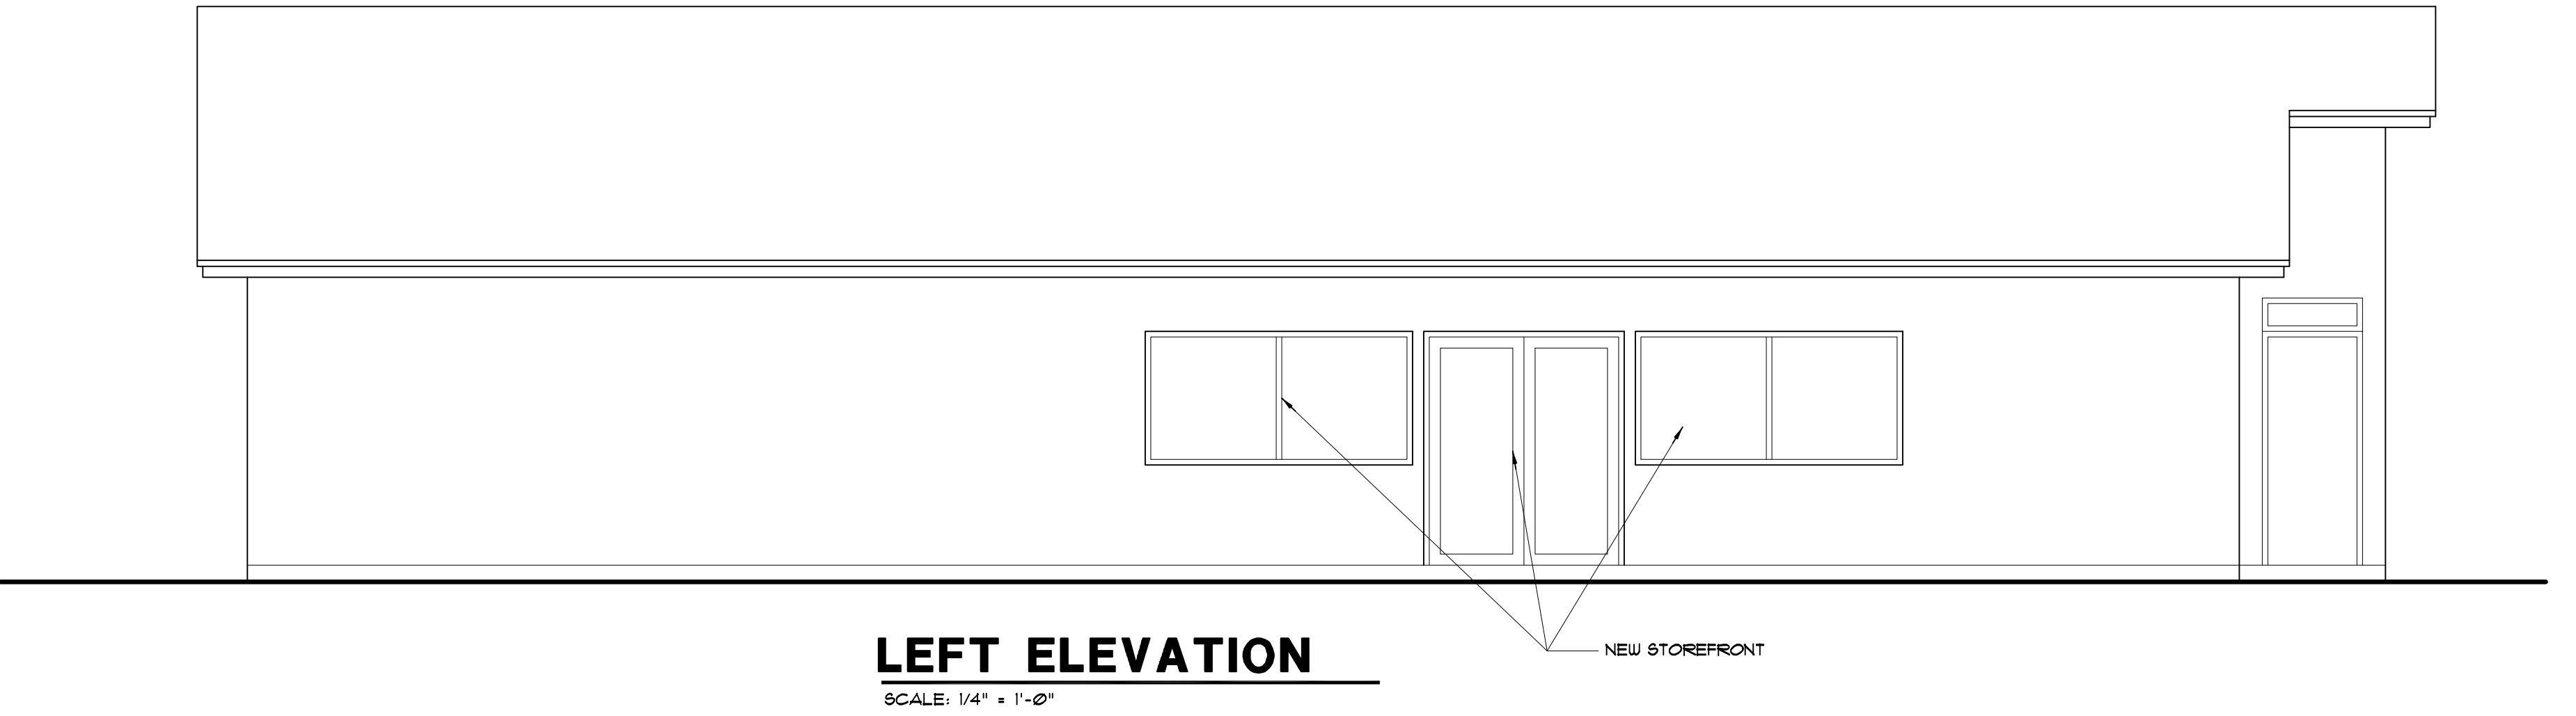 LEFT ELEVATION
NEW STOREFRONT
SCALE: 1/4" = 1'-0"